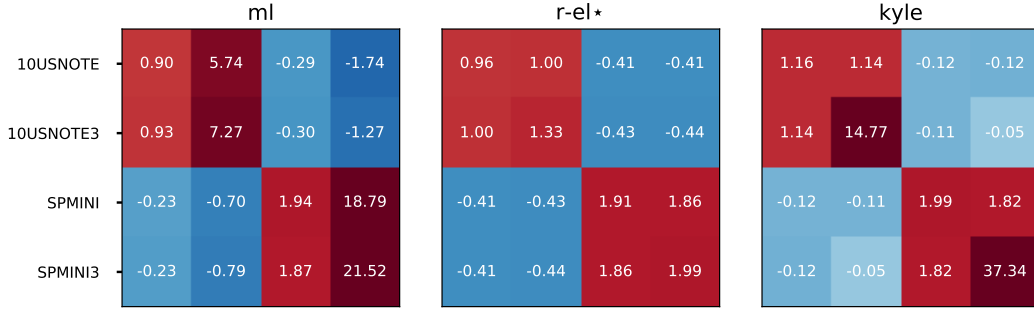 ml r-el⋆ kyle
10USNOTE 0.90 5.74 -0.29 -1.74 0.96 1.00 -0.41 -0.41 1.16 1.14 -0.12 -0.12
10USNOTE3 0.93 7.27 -0.30 -1.27 1.00 1.33 -0.43 -0.44 1.14 14.77 -0.11 -0.05
SPMINI -0.23 -0.70 1.94 18.79 -0.41 -0.43 1.91 1.86 -0.12 -0.11 1.99 1.82
SPMINI3 -0.23 -0.79 1.87 21.52 -0.41 -0.44 1.86 1.99 -0.12 -0.05 1.82 37.34